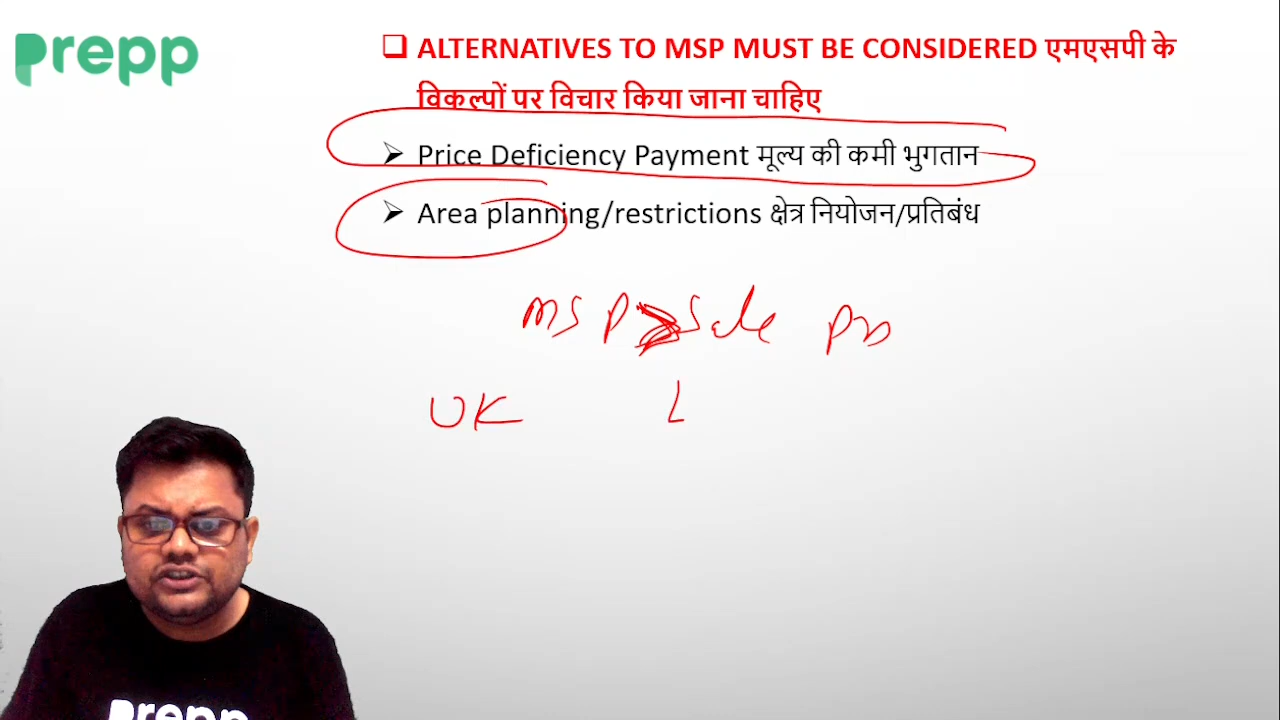 prepp
ALTERNATIVES TO MSP MUST BE CONSIDERED एमएसपी के
विकल्पों पर विचार किया जाना चाहिए
Price Deficiency Payment मूल्य की कमी भुगतान
Area planning/restrictions क्षेत्र नियोजन/प्रतिबंध
MSP Sale
UK L
prepp